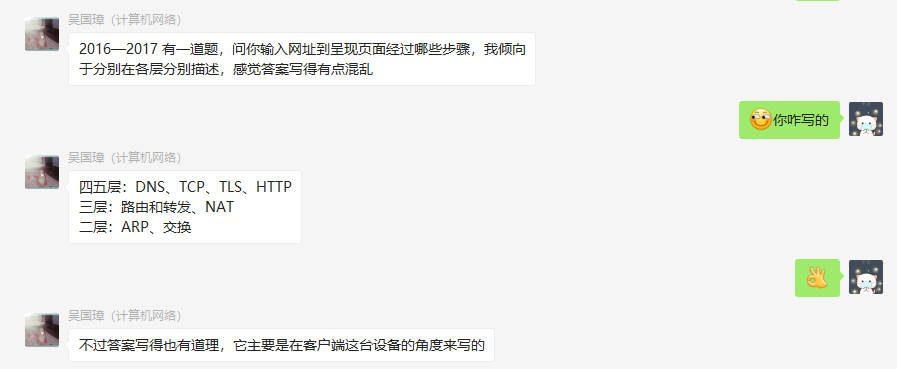 吴国璋（计算机网络）
2016—2017 有一道题，问你输入网址到呈现页面经过哪些步骤，我倾向
于分别在各层分别描述，感觉答案写得有点混乱
你咋写的
吴国璋（计算机网络）
四五层：DNS、TCP、TLS、HTTP
三层：路由和转发、NAT
二层：ARP、交换
吴国璋（计算机网络）
不过答案写得也有道理，它主要是在客户端这台设备的角度来写的